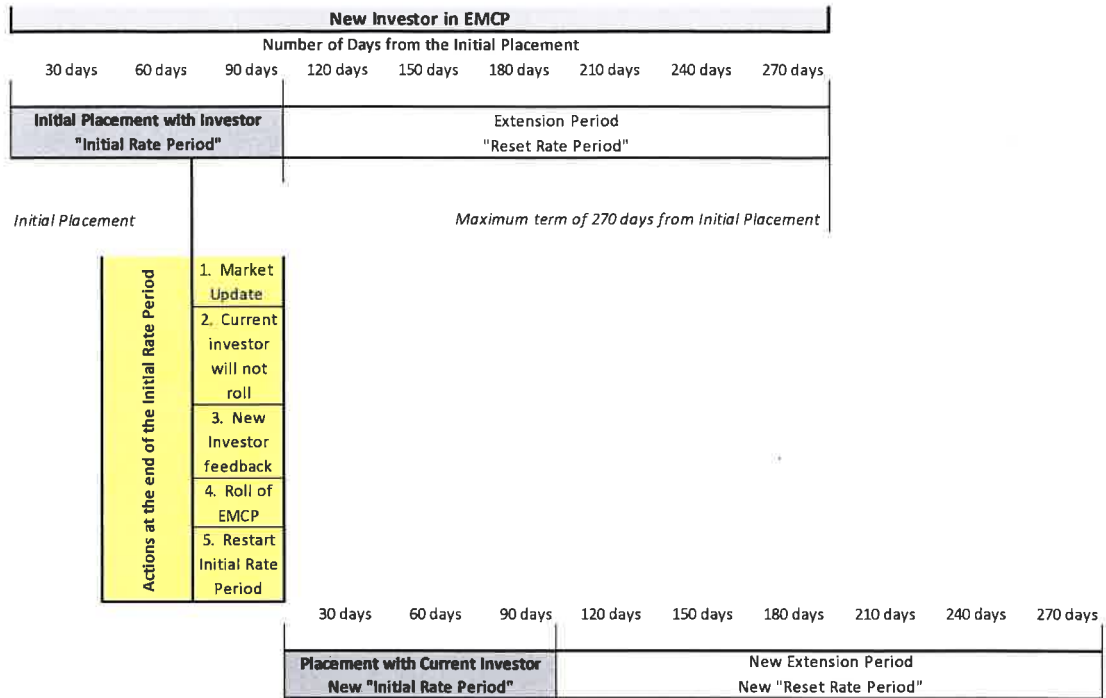 New Investor in EMCP
Number of Days from the Initial Placement
30 days 60 days 90 days 120 days 150 days 180 days 210 days 240 days 270 days
Initial Placement with Investor
"Initial Rate Period"
Extension Period
"Reset Rate Period"
Initial Placement
Maximum term of 270 days from Initial Placement
Actions at the end of the Initial Rate Period
1. Market
Update
2. Current
investor
will not
roll
3. New
Investor
feedback
4. Roll of
EMCP
5. Restart
Initial Rate
Period
30 days 60 days 90 days 120 days 150 days 180 days 210 days 240 days 270 days
Placement with Current Investor
New "Initial Rate Period"
New Extension Period
New "Reset Rate Period"